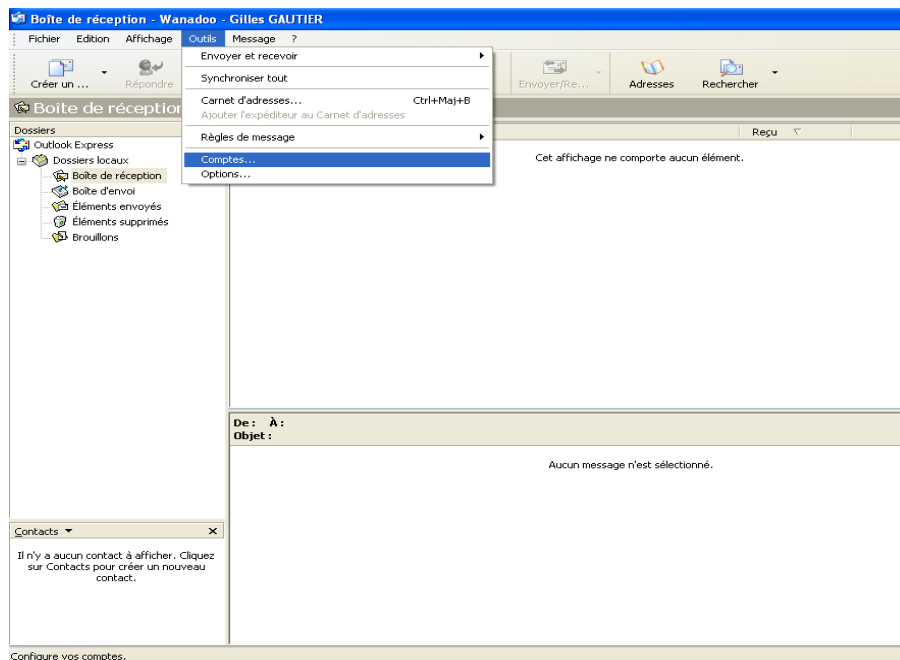 Boîte de réception - Wanadoo - Gilles GAUTIER
Fichier Edition Affichage Outils Message ?
Envoyer et recevoir
Synchroniser tout
Carnet d'adresses... Ctrl+Maj+B
Ajouter l'expéditeur au Carnet d'adresses
Règles de message
Comptes...
Options...
Créer un ... Répondre Envoyer/Re... Adresses Rechercher
Boîte de réception
Dossiers
Outlook Express
Dossiers locaux
Boîte de réception
Boîte d'envoi
Éléments envoyés
Éléments supprimés
Brouillons
Reçu
Cet affichage ne comporte aucun élément.
De : À :
Objet :
Aucun message n'est sélectionné.
Contacts
Il n'y a aucun contact à afficher. Cliquez
sur Contacts pour créer un nouveau
contact.
Configure vos comptes.